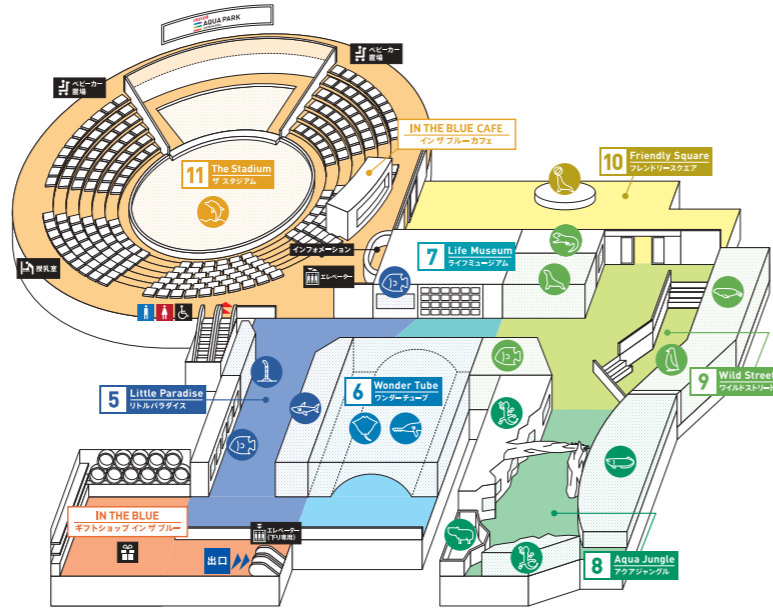 AQUA PARK
ベビーカー
置場
ベビーカー
置場
IN THE BLUE CAFE
イン ザ ブルー カフェ
11 The Stadium
ザ スタジアム
10 Friendly Square
フレンドリースクエア
インフォメーション
7 Life Museum
ライフミュージアム
授乳室
エレベーター
5 Little Paradise
リトルパラダイス
6 Wonder Tube
ワンダーチューブ
9 Wild Street
ワイルドストリート
IN THE BLUE
ギフトショップ イン ザ ブルー
エレベーター
(下り専用)
出口
8 Aqua Jungle
アクアジャングル